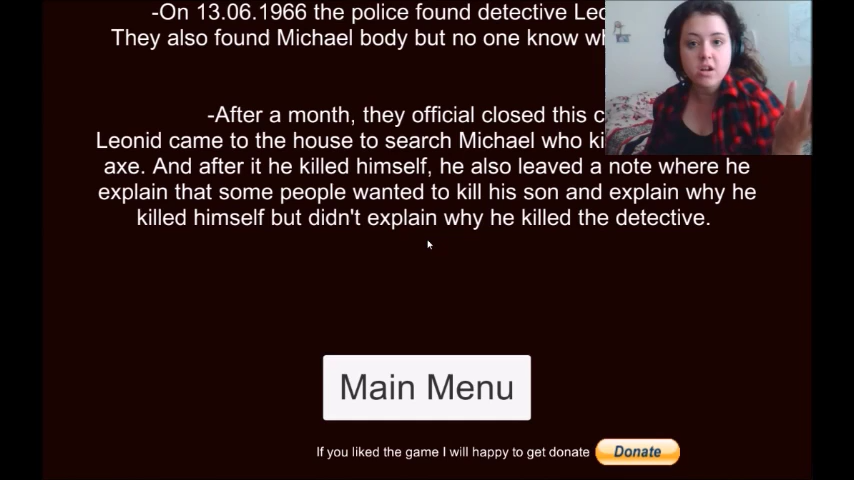 -On 13.06.1966 the police found detective
They also found Michael body but no one know
-After a month, they official closed this
Leonid came to the house to search Michael who
axe. And after it he killed himself, he also leaved a note where he
explain that some people wanted to kill his son and explain why he
killed himself but didn't explain why he killed the detective.
Main Menu
If you liked the game I will happy to get donate Donate